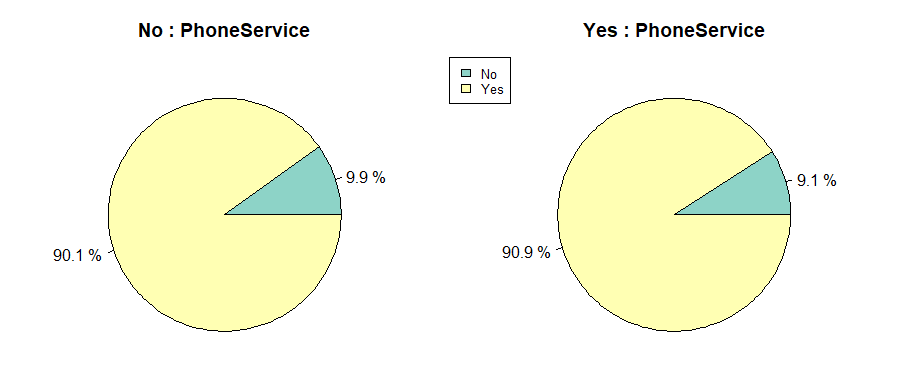 No : PhoneService
Yes : PhoneService
No
Yes
9.9 %
90.1 %
9.1 %
90.9 %